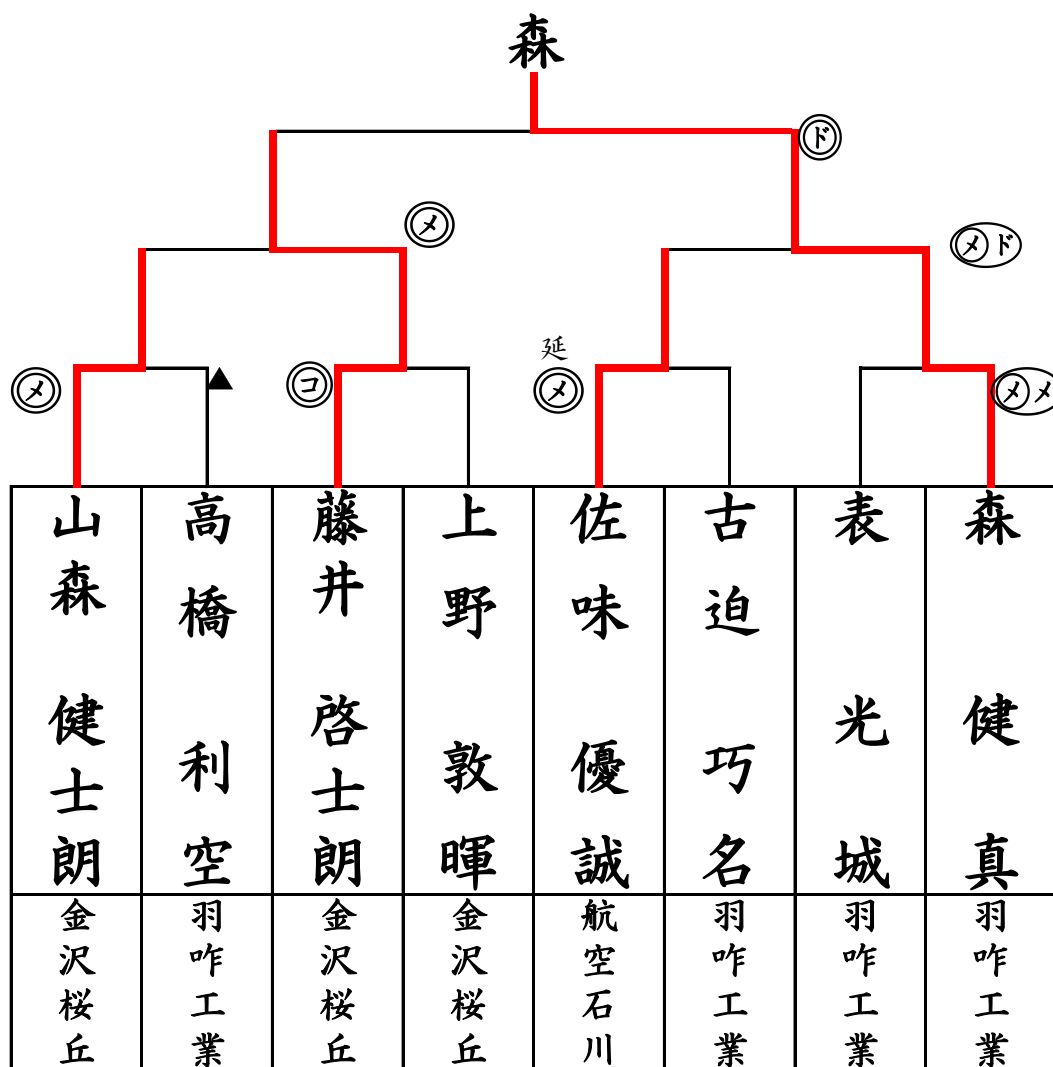 森
ド
メ
メド
延
メ
▲
コ
メ
メメ
山森 健士朗
高橋 利空
藤井 啓士朗
上野 敦暉
佐味 優誠
古迫 巧名
表 光城
森 健真
金沢桜丘
羽咋工業
金沢桜丘
金沢桜丘
航空石川
羽咋工業
羽咋工業
羽咋工業